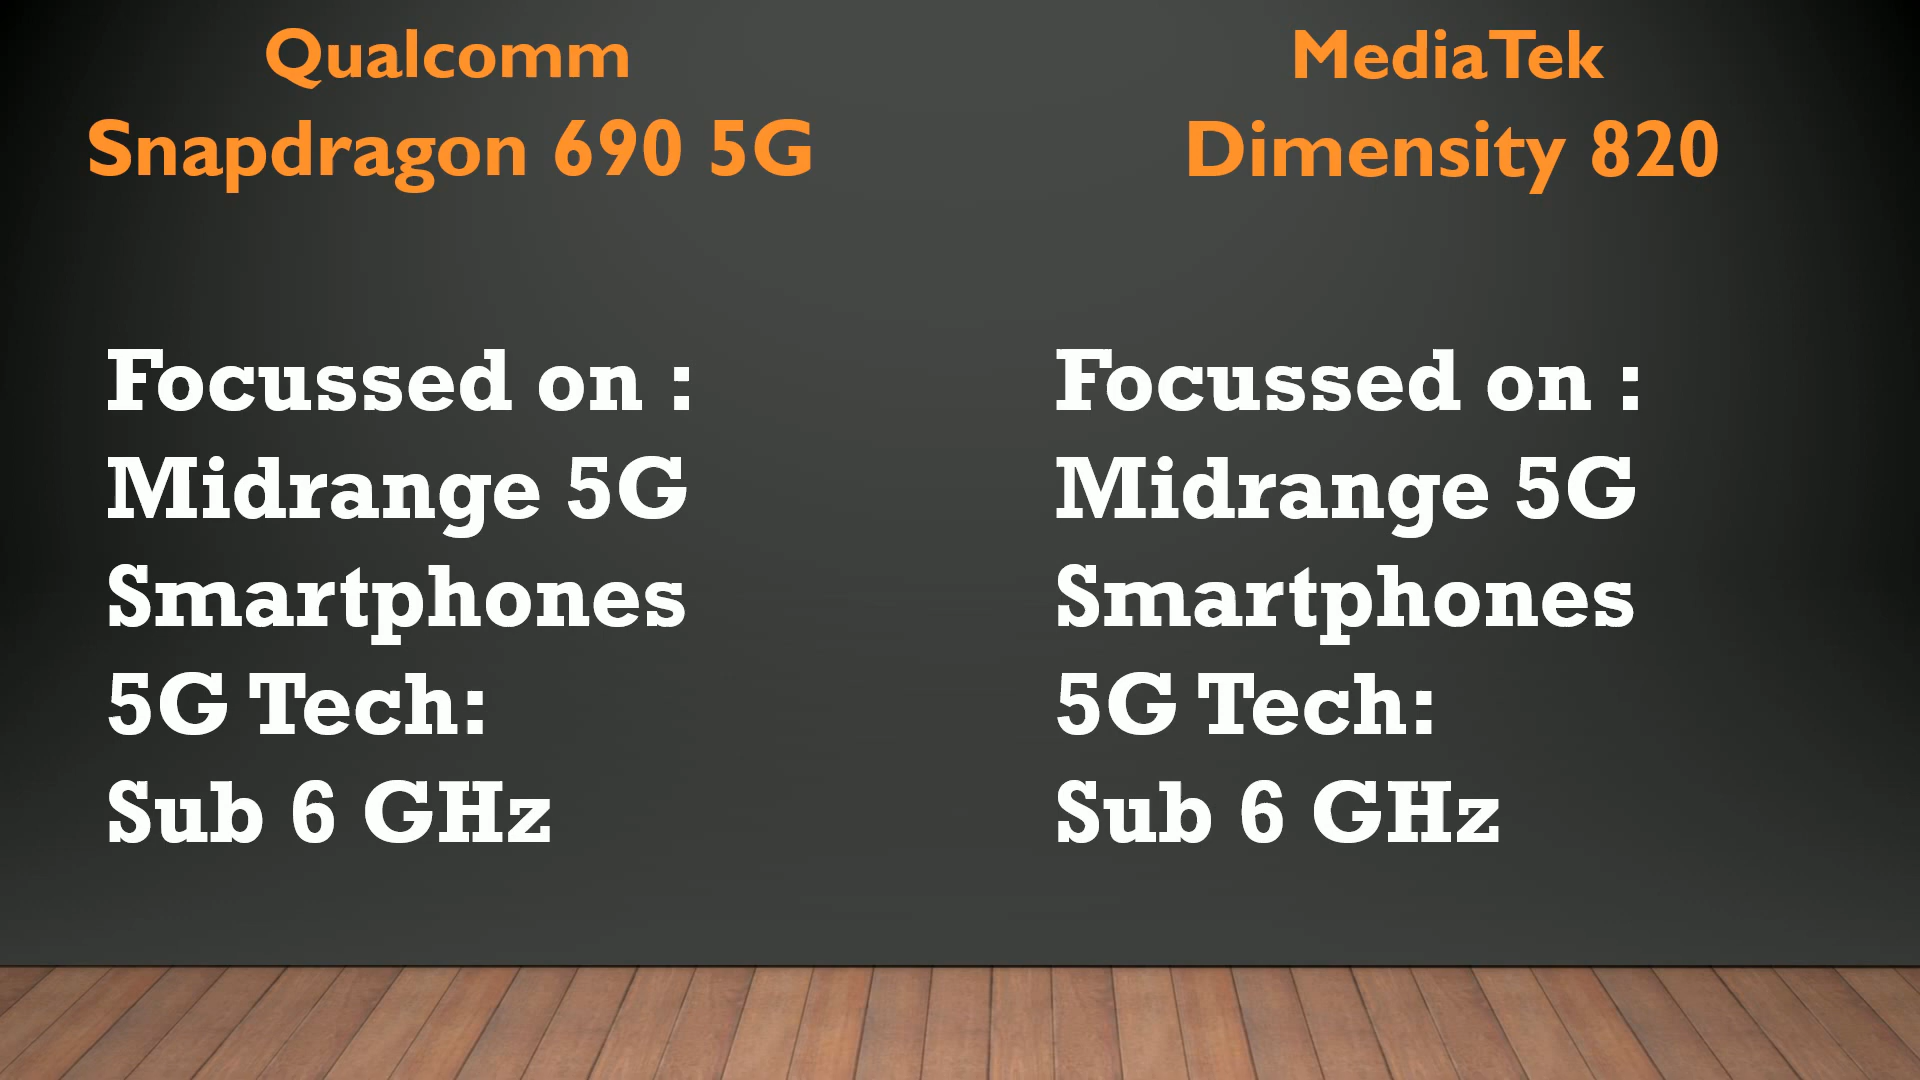 Qualcomm
Snapdragon 690 5G
Focussed on :
Midrange 5G
Smartphones
5G Tech:
Sub 6 GHz
MediaTek
Dimensity 820
Focussed on :
Midrange 5G
Smartphones
5G Tech:
Sub 6 GHz